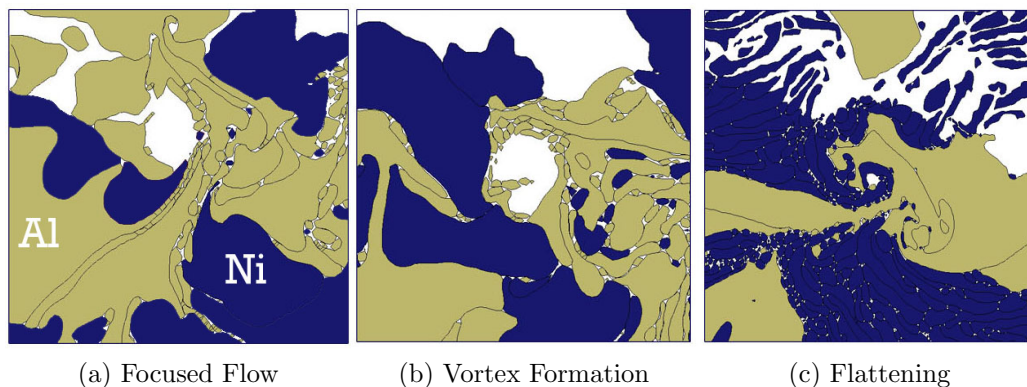 Al
Ni
(a) Focused Flow
(b) Vortex Formation
(c) Flattening